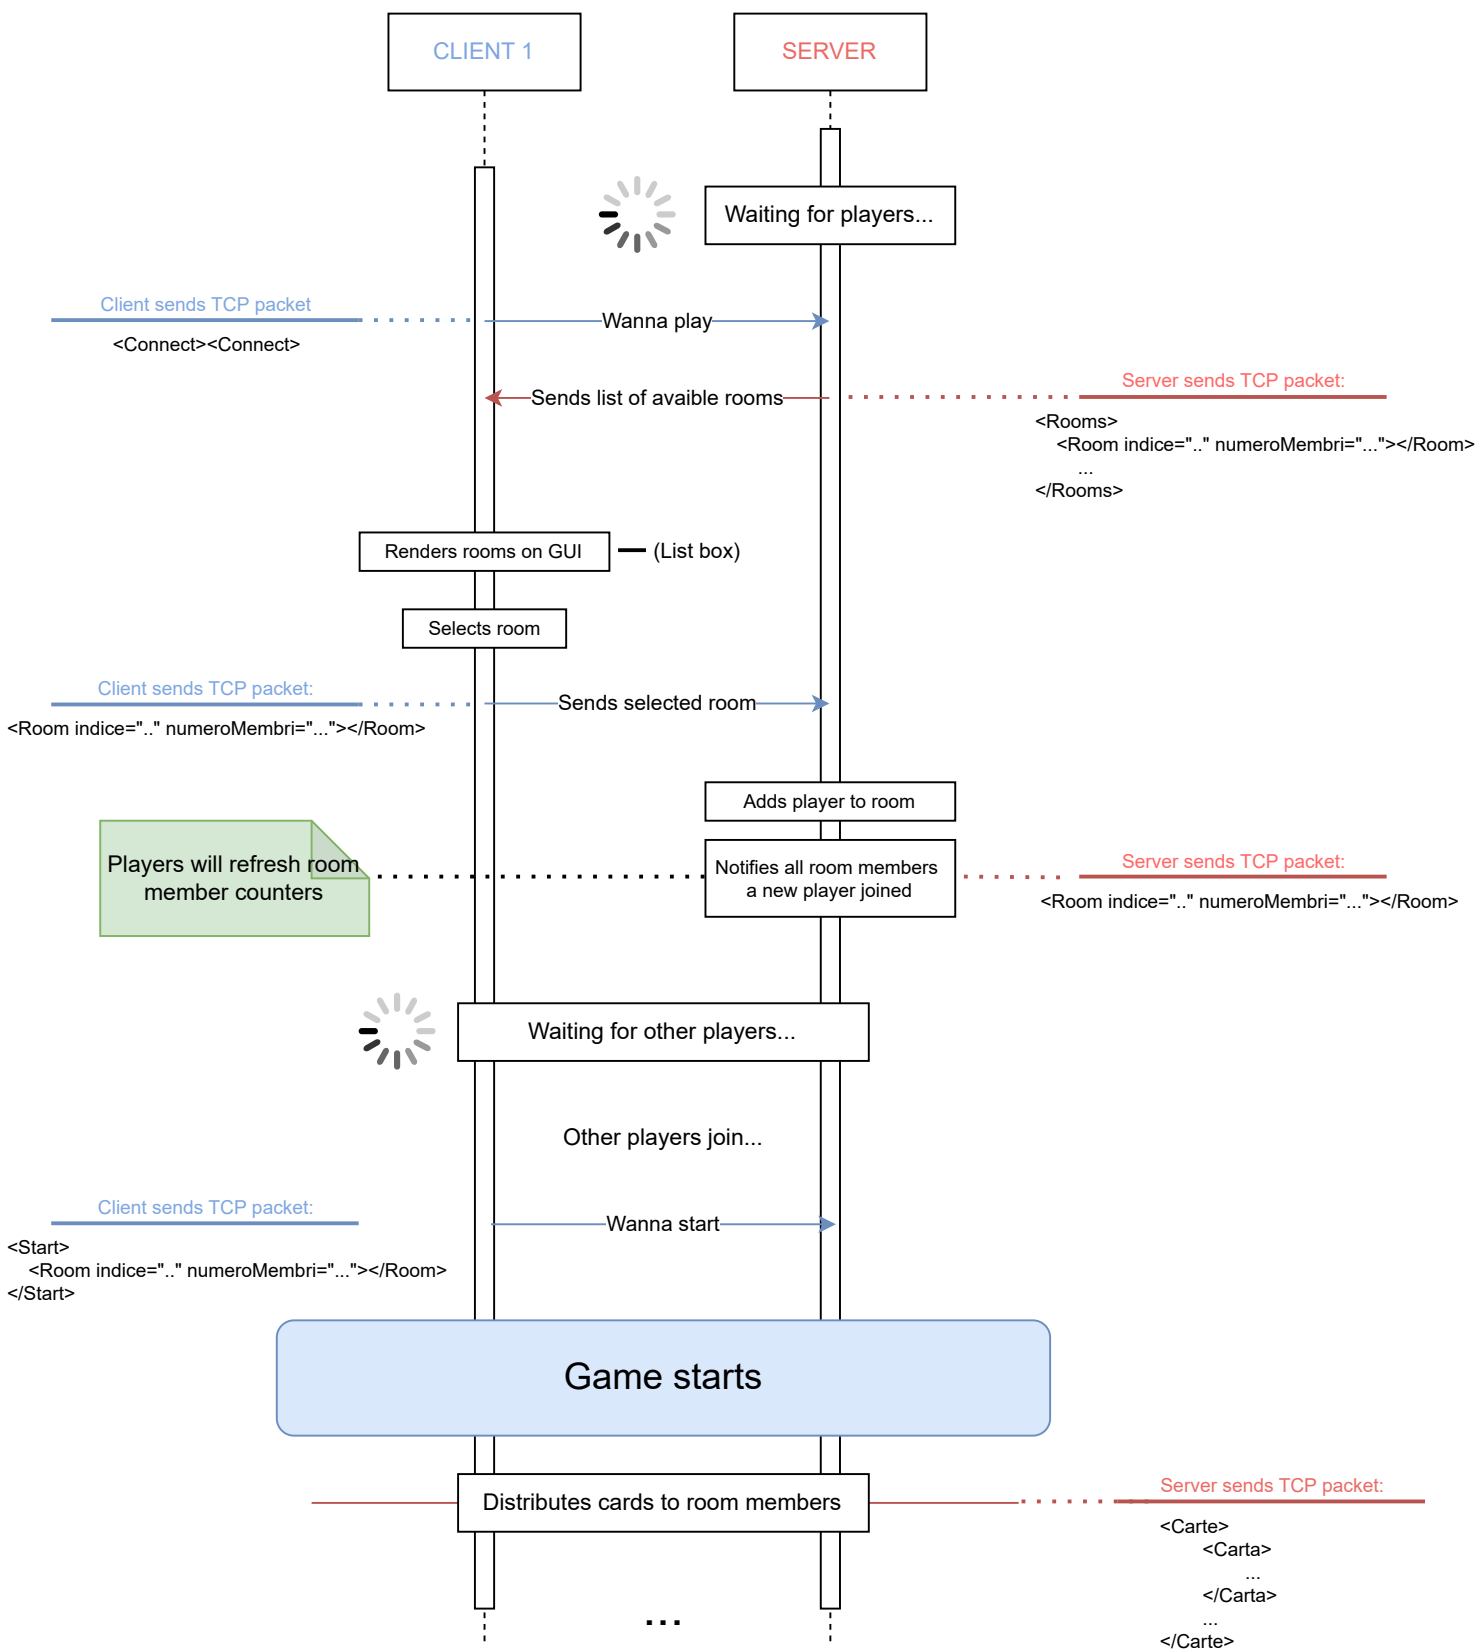 CLIENT 1
SERVER
Waiting for players...
Client sends TCP packet
Wanna play
<Connect><Connect>
Server sends TCP packet:
Sends list of avaible rooms
<Rooms>
<Room indice=".." numeroMembri="..."></Room>
...
</Rooms>
Renders rooms on GUI
(List box)
Selects room
Client sends TCP packet:
Sends selected room
<Room indice=".." numeroMembri="..."></Room>
Adds player to room
Players will refresh room
member counters
Notifies all room members
a new player joined
Server sends TCP packet:
<Room indice=".." numeroMembri="..."></Room>
Waiting for other players...
Other players join...
Client sends TCP packet:
Wanna start
<Start>
<Room indice=".." numeroMembri="..."></Room>
</Start>
Game starts
Distributes cards to room members
Server sends TCP packet:
<Carte>
<Carta>
...
</Carta>
...
</Carte>
...